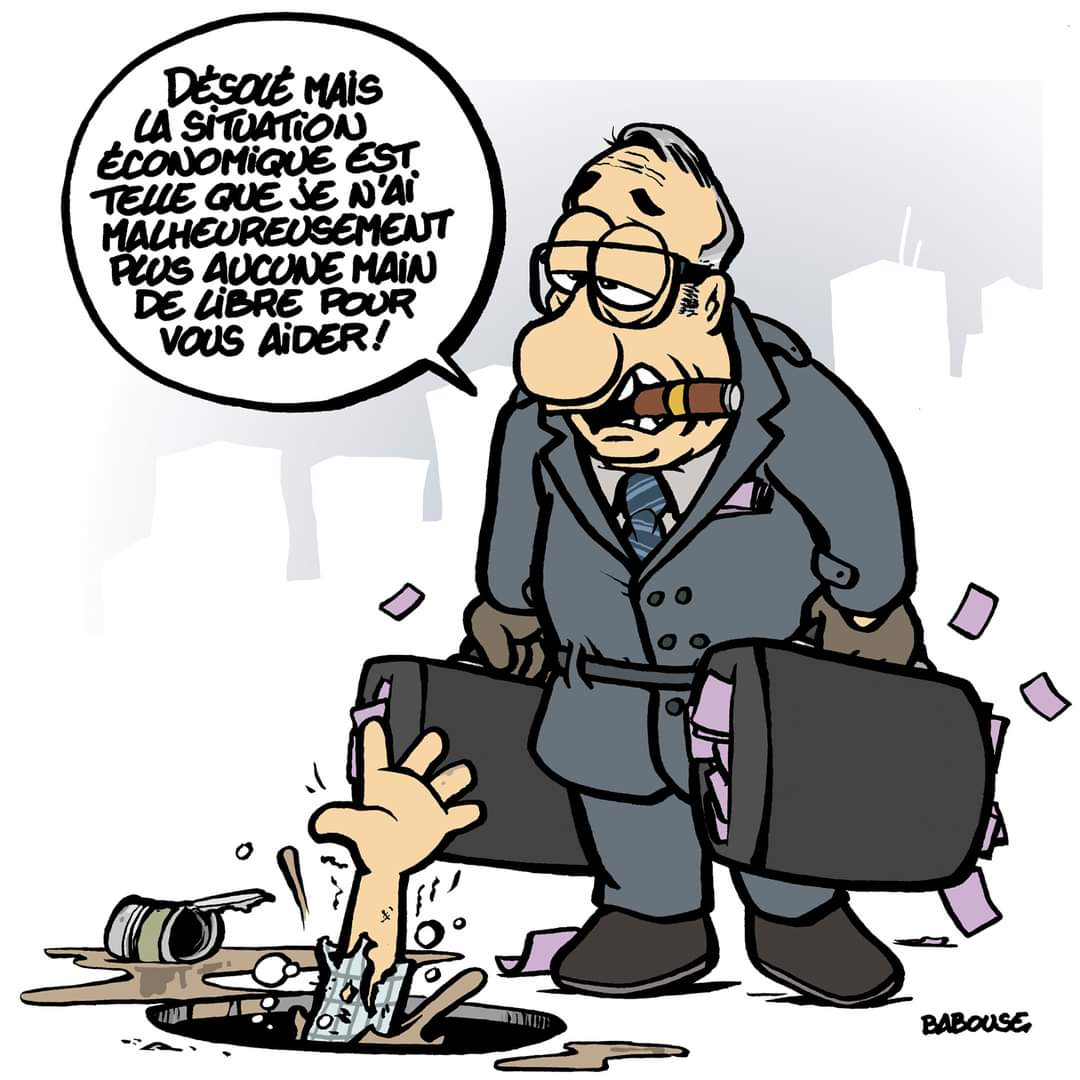 DÉSOLÉ MAIS
LA SITUATION
ÉCONOMIQUE EST
TELLE QUE JE N'AI
MALHEUREUSEMENT
PLUS AUCUNE MAIN
DE LIBRE POUR
VOUS AIDER!
BABOUSE.